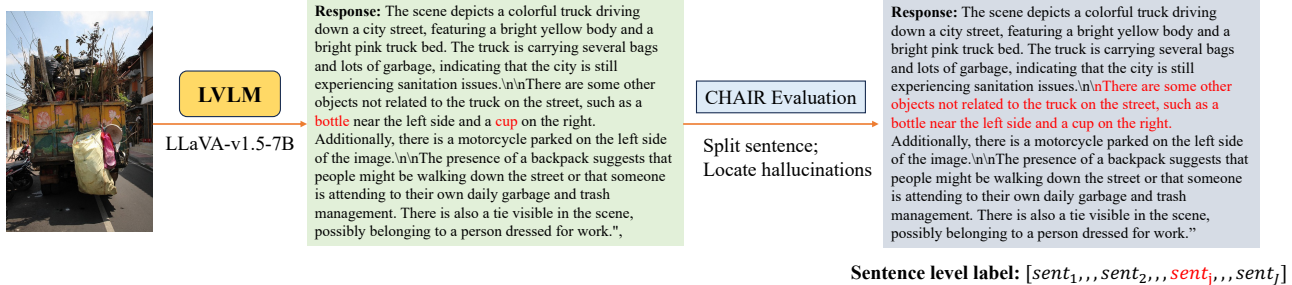 LVLM
LLaVA-v1.5-7B
Response: The scene depicts a colorful truck driving
down a city street, featuring a bright yellow body and a
bright pink truck bed. The truck is carrying several bags
and lots of garbage, indicating that the city is still
experiencing sanitation issues.\n\nThere are some other
objects not related to the truck on the street, such as a
bottle near the left side and a cup on the right.
Additionally, there is a motorcycle parked on the left side
of the image.\n\nThe presence of a backpack suggests that
people might be walking down the street or that someone
is attending to their own daily garbage and trash
management. There is also a tie visible in the scene,
possibly belonging to a person dressed for work.",
CHAIR Evaluation
Split sentence;
Locate hallucinations
Response: The scene depicts a colorful truck driving
down a city street, featuring a bright yellow body and a
bright pink truck bed. The truck is carrying several bags
and lots of garbage, indicating that the city is still
experiencing sanitation issues.\n\nThere are some other
objects not related to the truck on the street, such as a
bottle near the left side and a cup on the right.
Additionally, there is a motorcycle parked on the left side
of the image.\n\nThe presence of a backpack suggests that
people might be walking down the street or that someone
is attending to their own daily garbage and trash
management. There is also a tie visible in the scene,
possibly belonging to a person dressed for work.”
Sentence level label: [sent₁,,,sent₂,,,sentⱼ,,,sent_J]